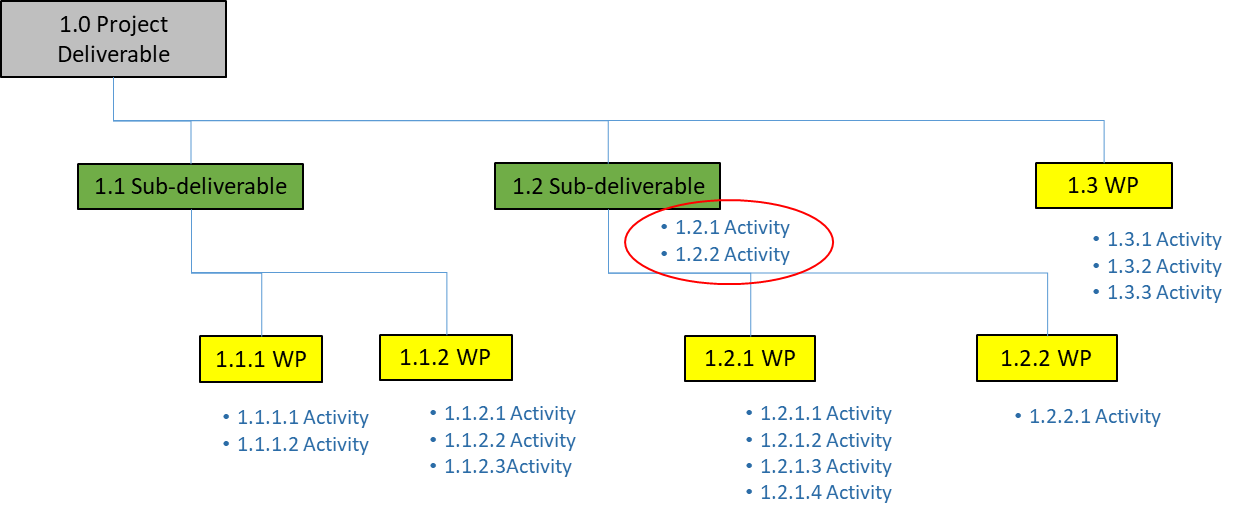 1.0 Project
Deliverable
1.1 Sub-deliverable
1.2 Sub-deliverable
1.3 WP
• 1.2.1 Activity
• 1.2.2 Activity
• 1.3.1 Activity
• 1.3.2 Activity
• 1.3.3 Activity
1.1.1 WP
1.1.2 WP
1.2.1 WP
1.2.2 WP
• 1.1.1.1 Activity
• 1.1.1.2 Activity
• 1.1.2.1 Activity
• 1.1.2.2 Activity
• 1.1.2.3Activity
• 1.2.1.1 Activity
• 1.2.1.2 Activity
• 1.2.1.3 Activity
• 1.2.1.4 Activity
• 1.2.2.1 Activity